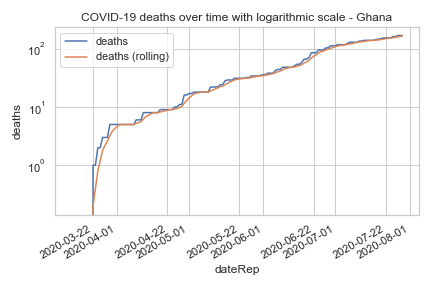 COVID-19 deaths over time with logarithmic scale - Ghana
deaths
deaths (rolling)
10²
10¹
10⁰
deaths
2020-03-22
2020-04-01
2020-04-22
2020-05-01
2020-05-22
2020-06-01
2020-06-22
2020-07-01
2020-07-22
2020-08-01
dateRep